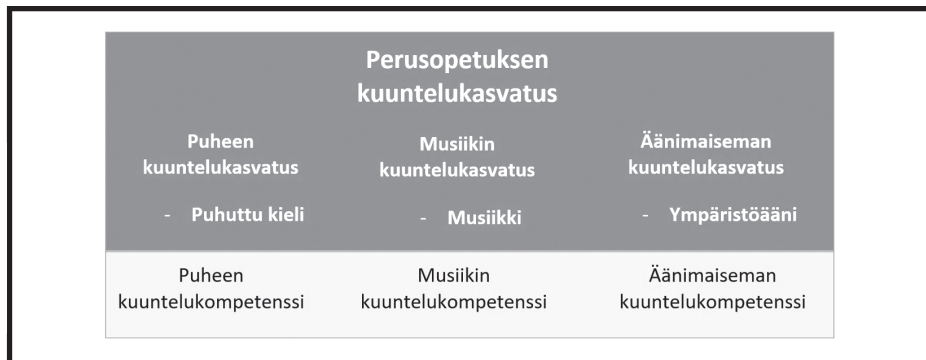 Perusopetuksen
kuuntelukasvatus
Puheen
kuuntelukasvatus
- Puhuttu kieli
Musiikin
kuuntelukasvatus
- Musiikki
Äänimaiseman
kuuntelukasvatus
- Ympäristöääni
Puheen
kuuntelukompetenssi
Musiikin
kuuntelukompetenssi
Äänimaiseman
kuuntelukompetenssi